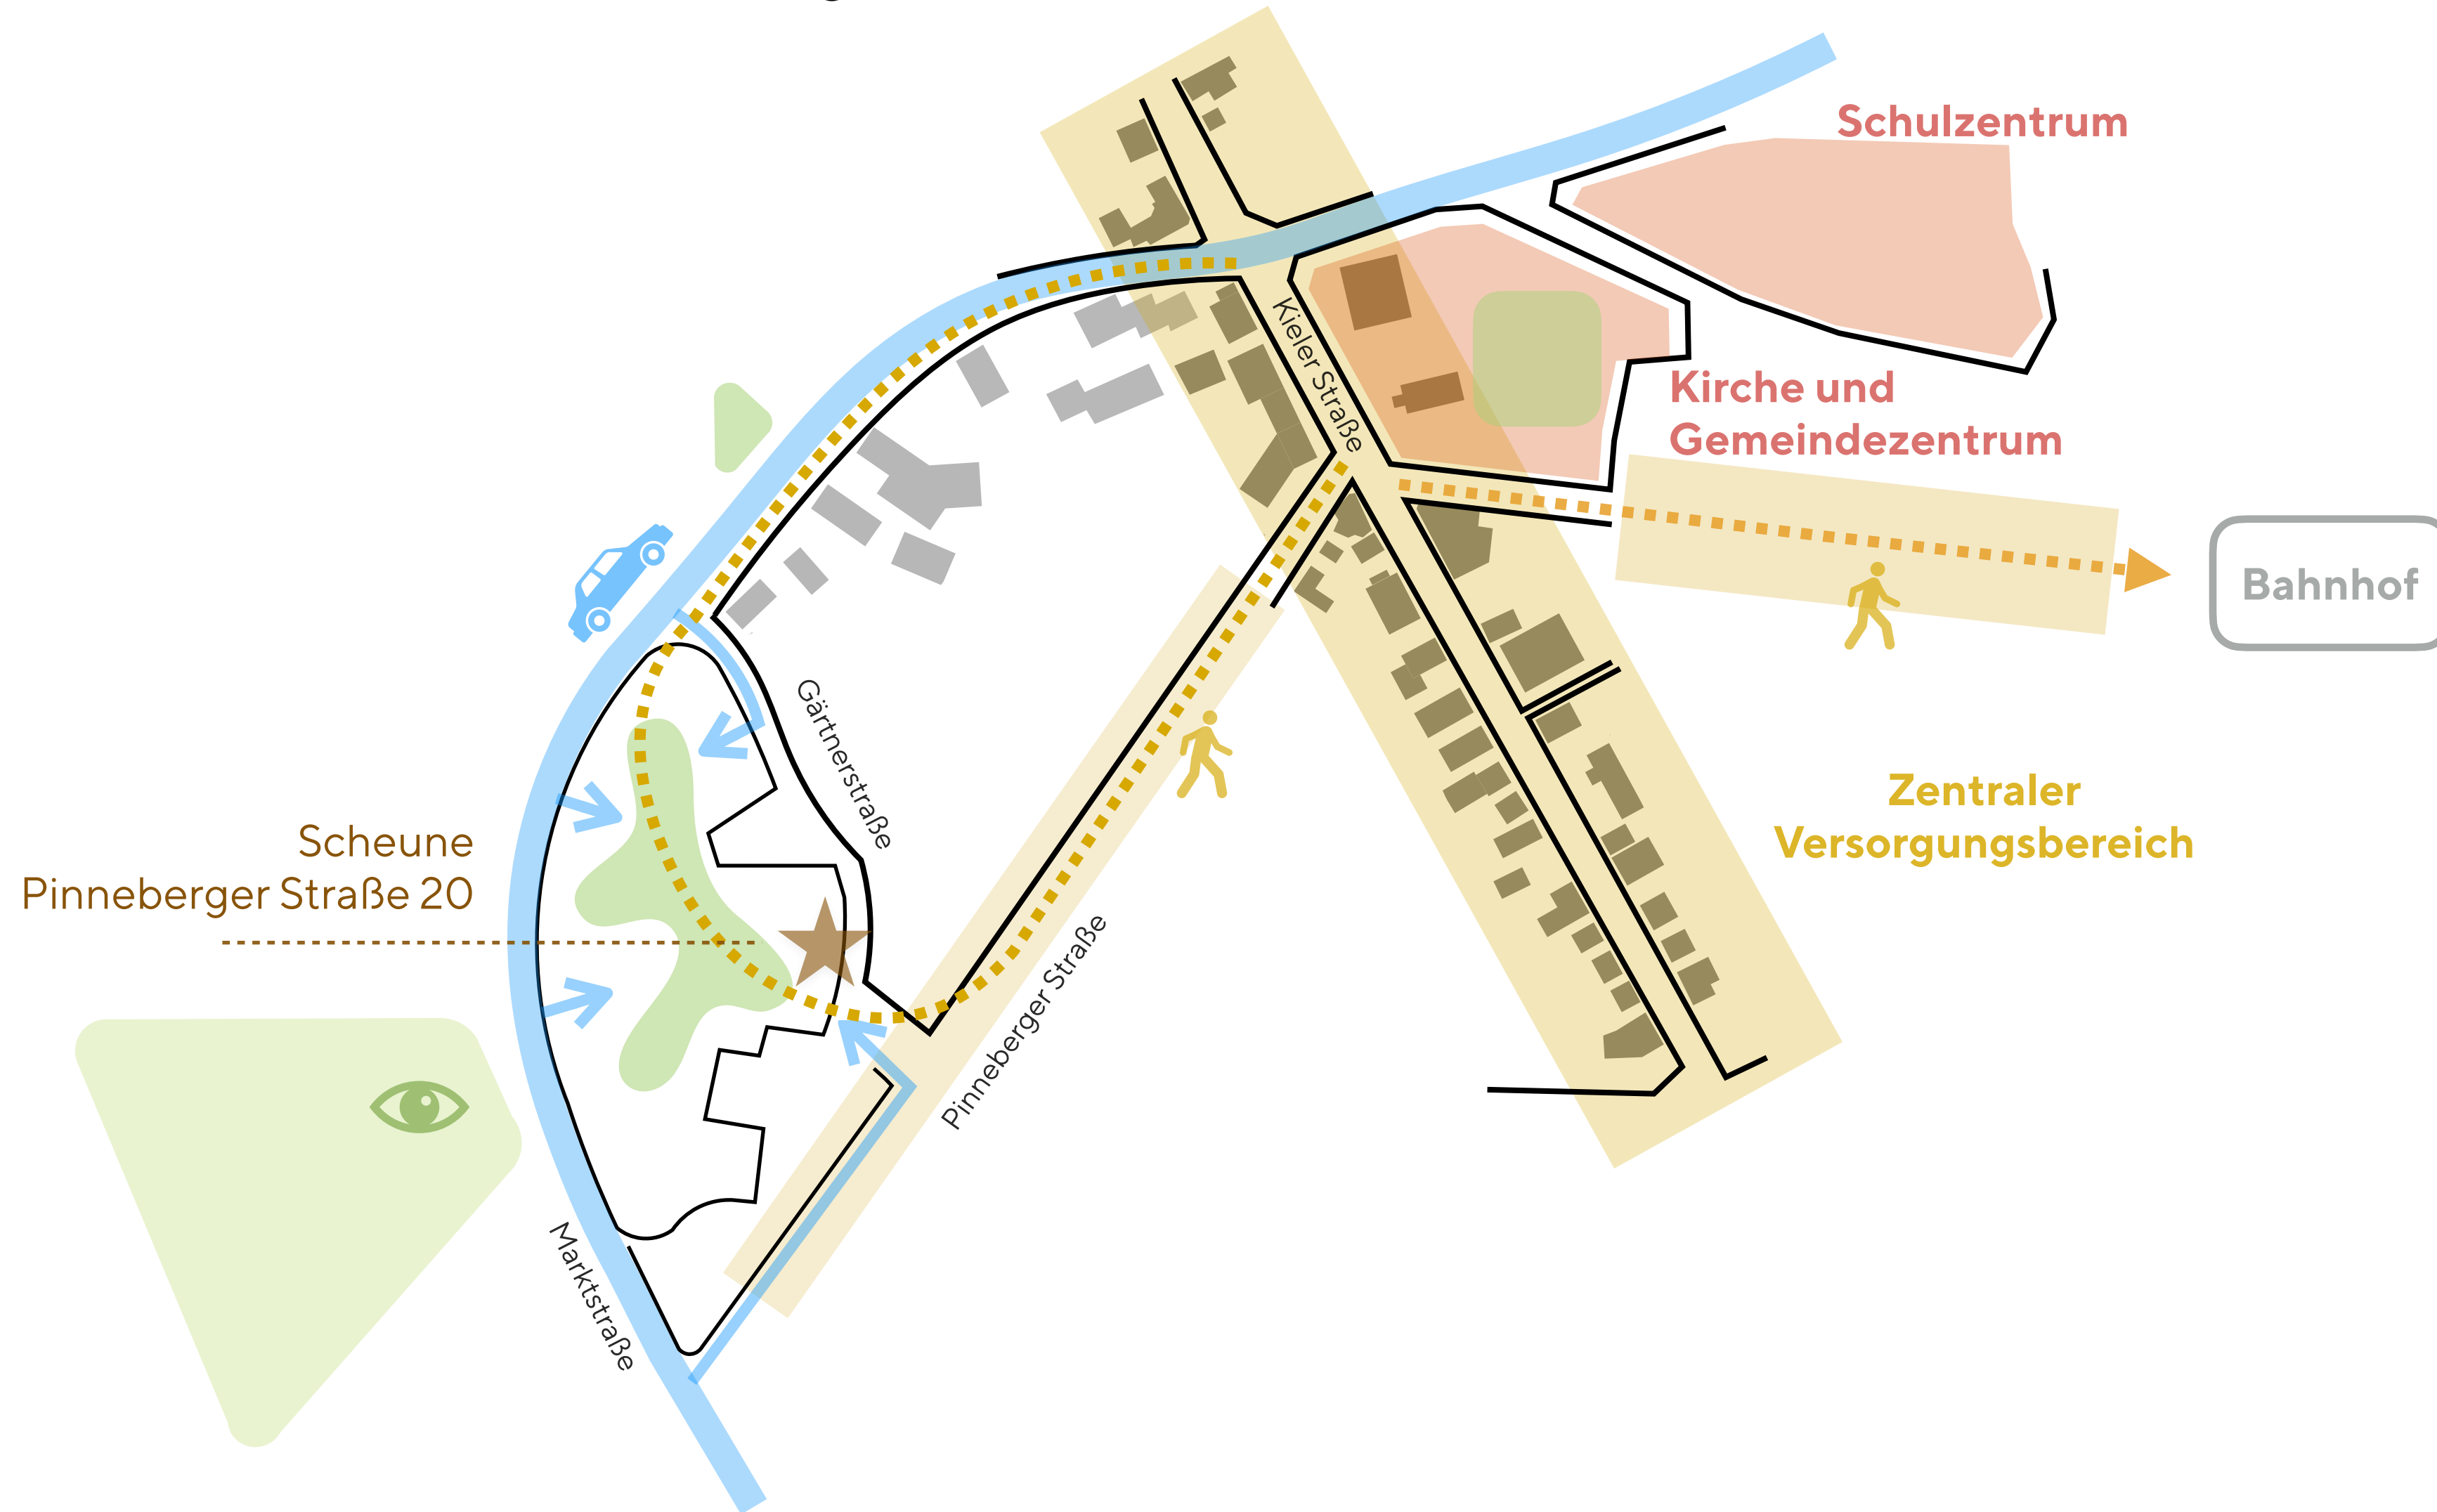 Schulzentrum
Kieler Straße
Kirche und
Gemeindezentrum
Bahnhof
Gärtnerstraße
Zentraler
Versorgungsbereich
Scheune
Pinneberger Straße 20
Pinneberger Straße
Marktstraße